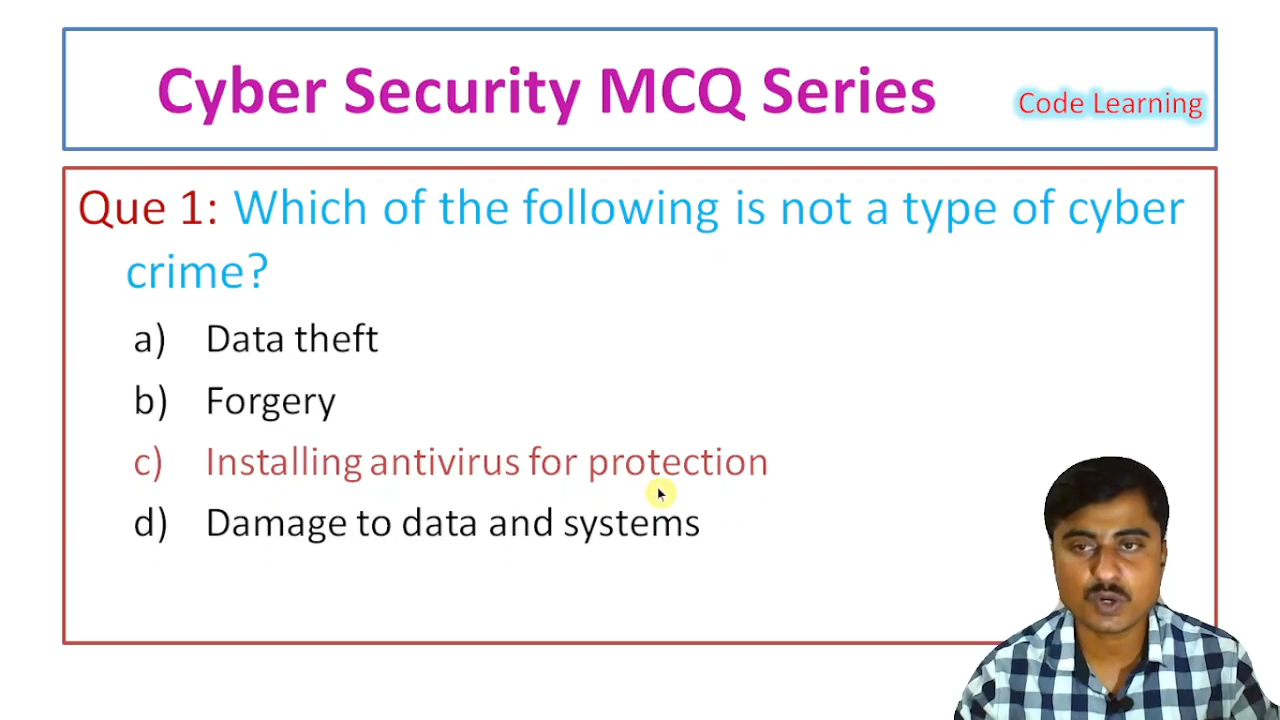 Cyber Security MCQ Series
Code Learning
Que 1: Which of the following is not a type of cyber
crime?
a) Data theft
b) Forgery
c) Installing antivirus for protection
d) Damage to data and systems